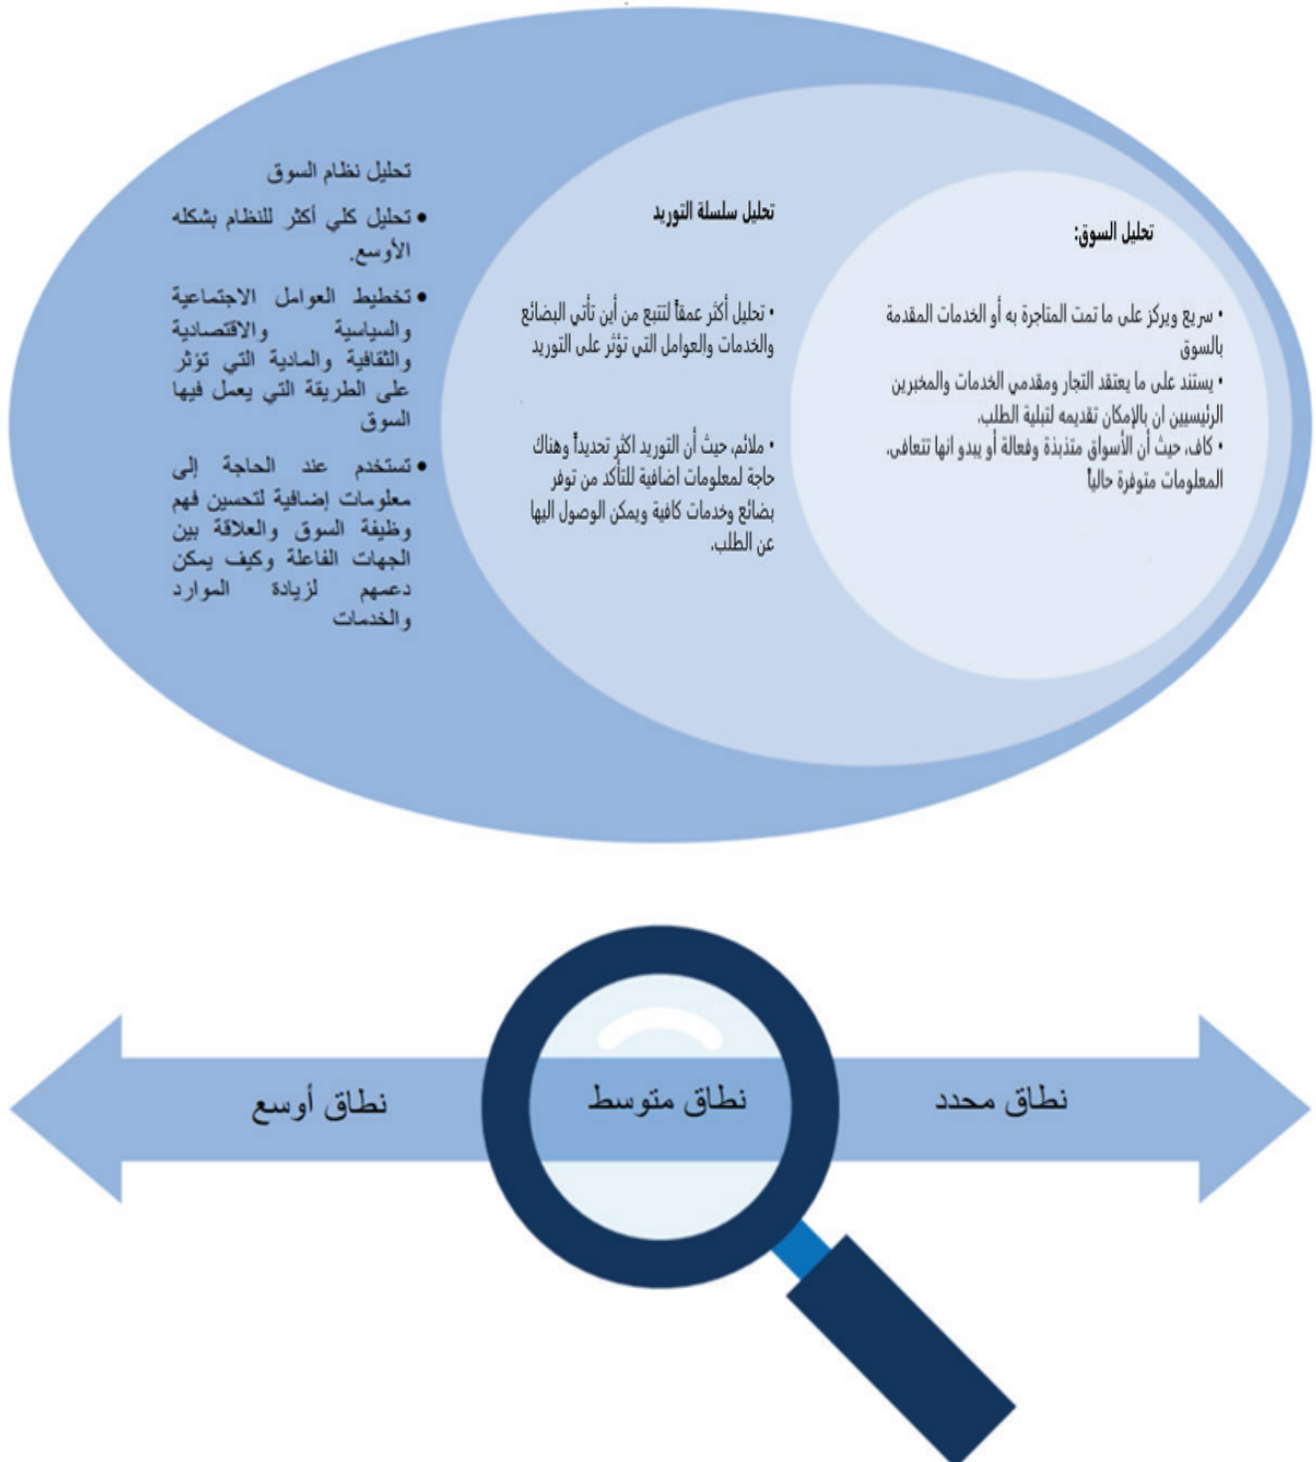 تحليل السوق:
• سريع ويركز على ما تمت المتاجرة به أو الخدمات المقدمة
بالسوق
• يستند على ما يعتقد التجار ومقدمي الخدمات والمخبرين
الرئيسيين ان بالإمكان تقديمه لتبلية الطلب.
• كاف، حيث أن الأسواق متذبذة وفعالة أو يبدو انها تتعافى،
المعلومات متوفرة حالياً
تحليل سلسلة التوريد
• تحليل أكثر عمقاً لتتبع من أين تأتي البضائع
والخدمات والعوامل التي تؤثر على التوريد
• ملائم، حيث أن التوريد اكثر تحديداً وهناك
حاجة لمعلومات اضافية للتأكد من توفر
بضائع وخدمات كافية ويمكن الوصول اليها
عن الطلب.
تحليل نظام السوق
• تحليل كلي أكثر للنظام بشكله
الأوسع.
• تخطيط العوامل الاجتماعية
والسياسية والاقتصادية
والثقافية والمادية التي تؤثر
على الطريقة التي يعمل فيها
السوق
• تستخدم عند الحاجة إلى
معلومات إضافية لتحسين فهم
وظيفة السوق والعلاقة بين
الجهات الفاعلة وكيف يمكن
دعمهم لزيادة الموارد
والخدمات
نطاق محدد
نطاق متوسط
نطاق أوسع